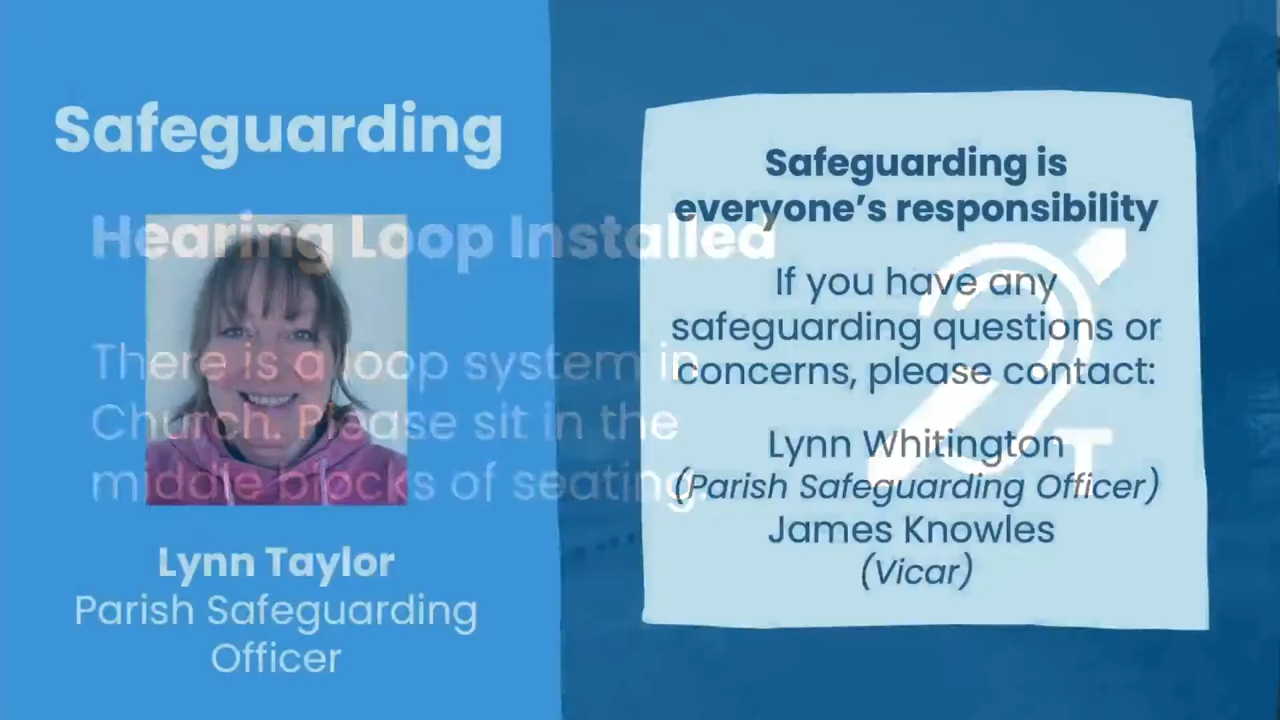 Safeguarding
Hearing Loop Installed
There is a loop system in
Church. Please sit in the
middle blocks of seating.
Lynn Taylor
Parish Safeguarding
Officer
Safeguarding is
everyone’s responsibility
If you have any
safeguarding questions or
concerns, please contact:
Lynn Whitington
(Parish Safeguarding Officer)
James Knowles
(Vicar)
T